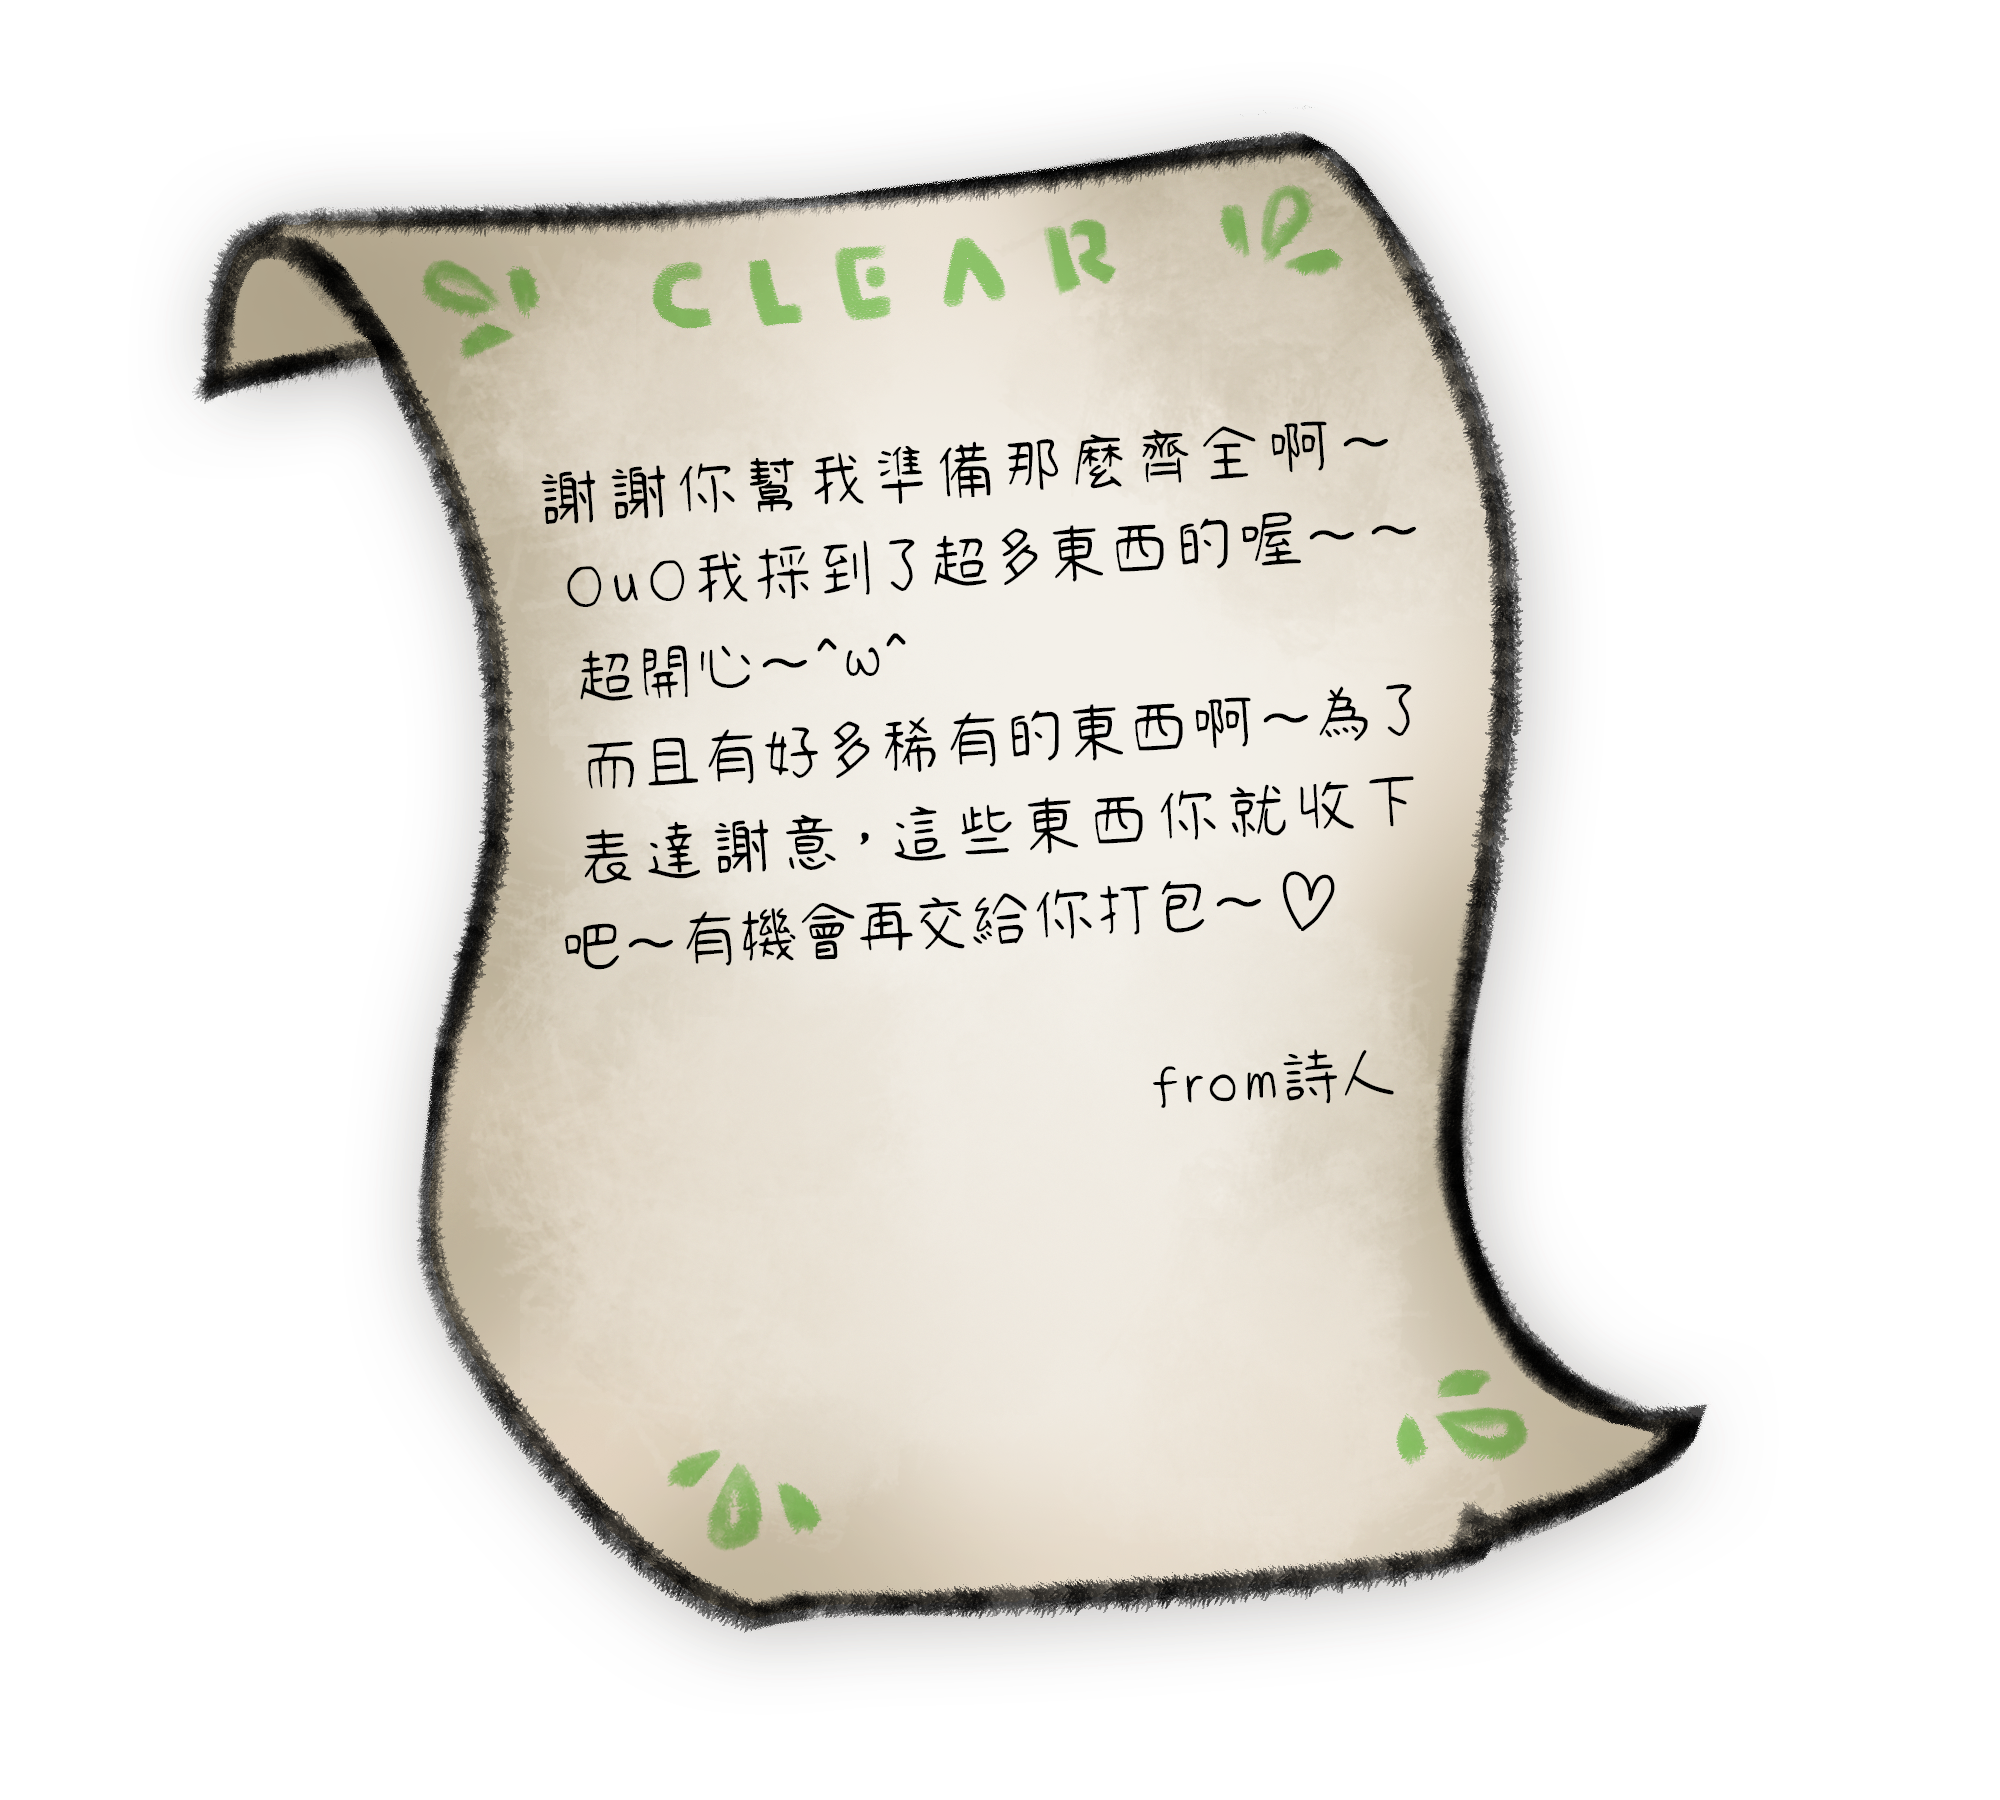 CLEAR
謝謝你幫我準備那麼齊全啊～
OuO我採到了超多東西的喔～～
超開心～^ω^
而且有好多稀有的東西啊～為了
表達謝意，這些東西你就收下
吧～有機會再交給你打包～♡
from詩人